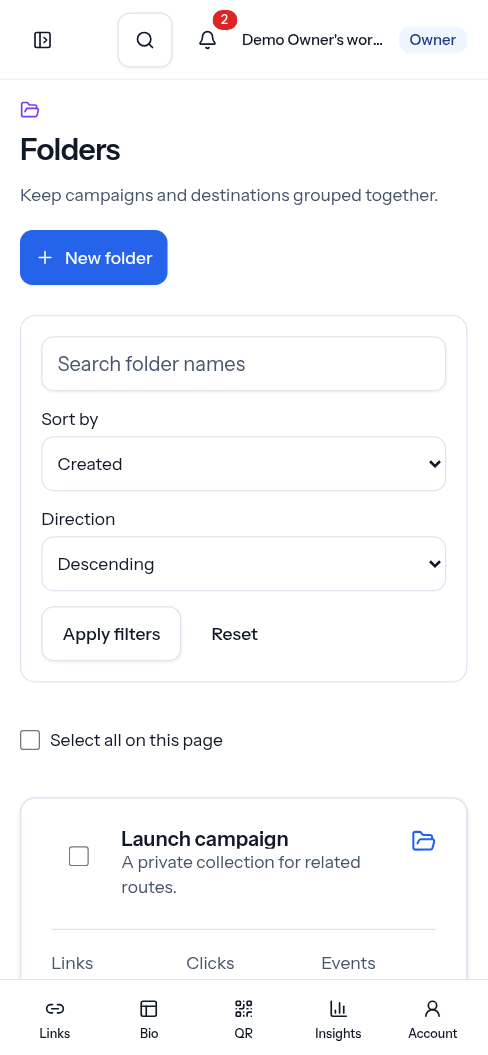 2
Demo Owner's wor...
Owner
Folders
Keep campaigns and destinations grouped together.
New folder
Search folder names
Sort by
Created
Direction
Descending
Apply filters
Reset
Select all on this page
Launch campaign
A private collection for related
routes.
Links
Clicks
Events
Links
Bio
QR
Insights
Account